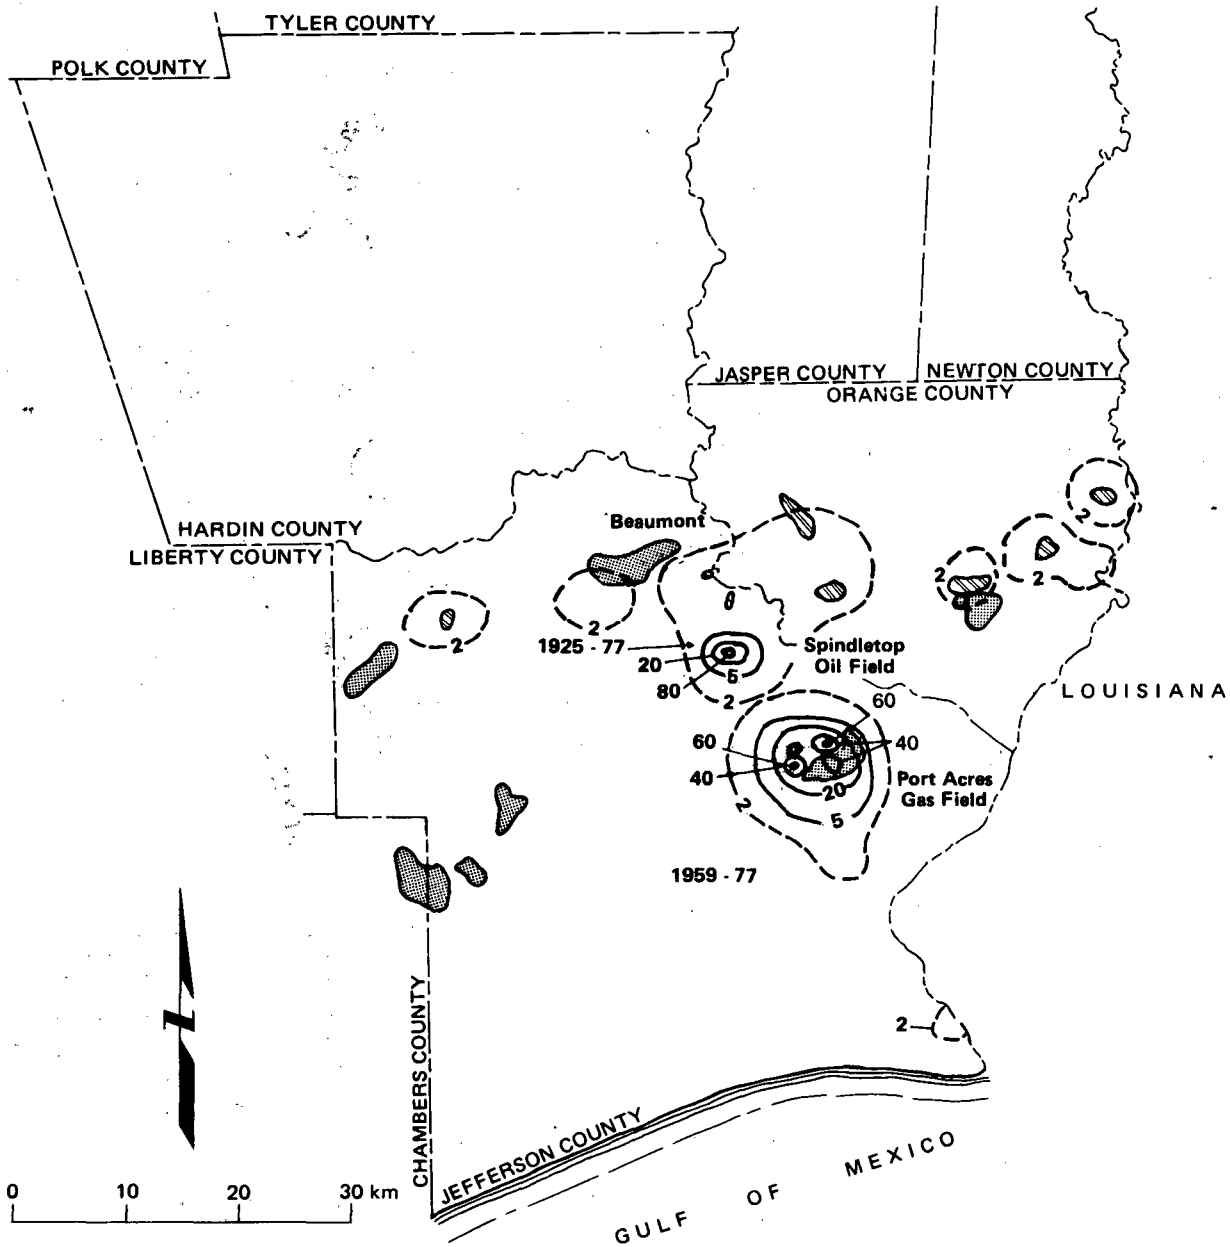 TYLER COUNTY
POLK COUNTY
JASPER COUNTY
NEWTON COUNTY
ORANGE COUNTY
HARDIN COUNTY
LIBERTY COUNTY
Beaumont
2
2
2
2
2
1925 - 77
20
80
5
2
Spindletop
Oil Field
LOUISIANA
60
60
40
40
20
Port Acres
Gas Field
2
5
1959 - 77
2
CHAMBERS COUNTY
JEFFERSON COUNTY
GULF OF MEXICO
0 10 20 30 km